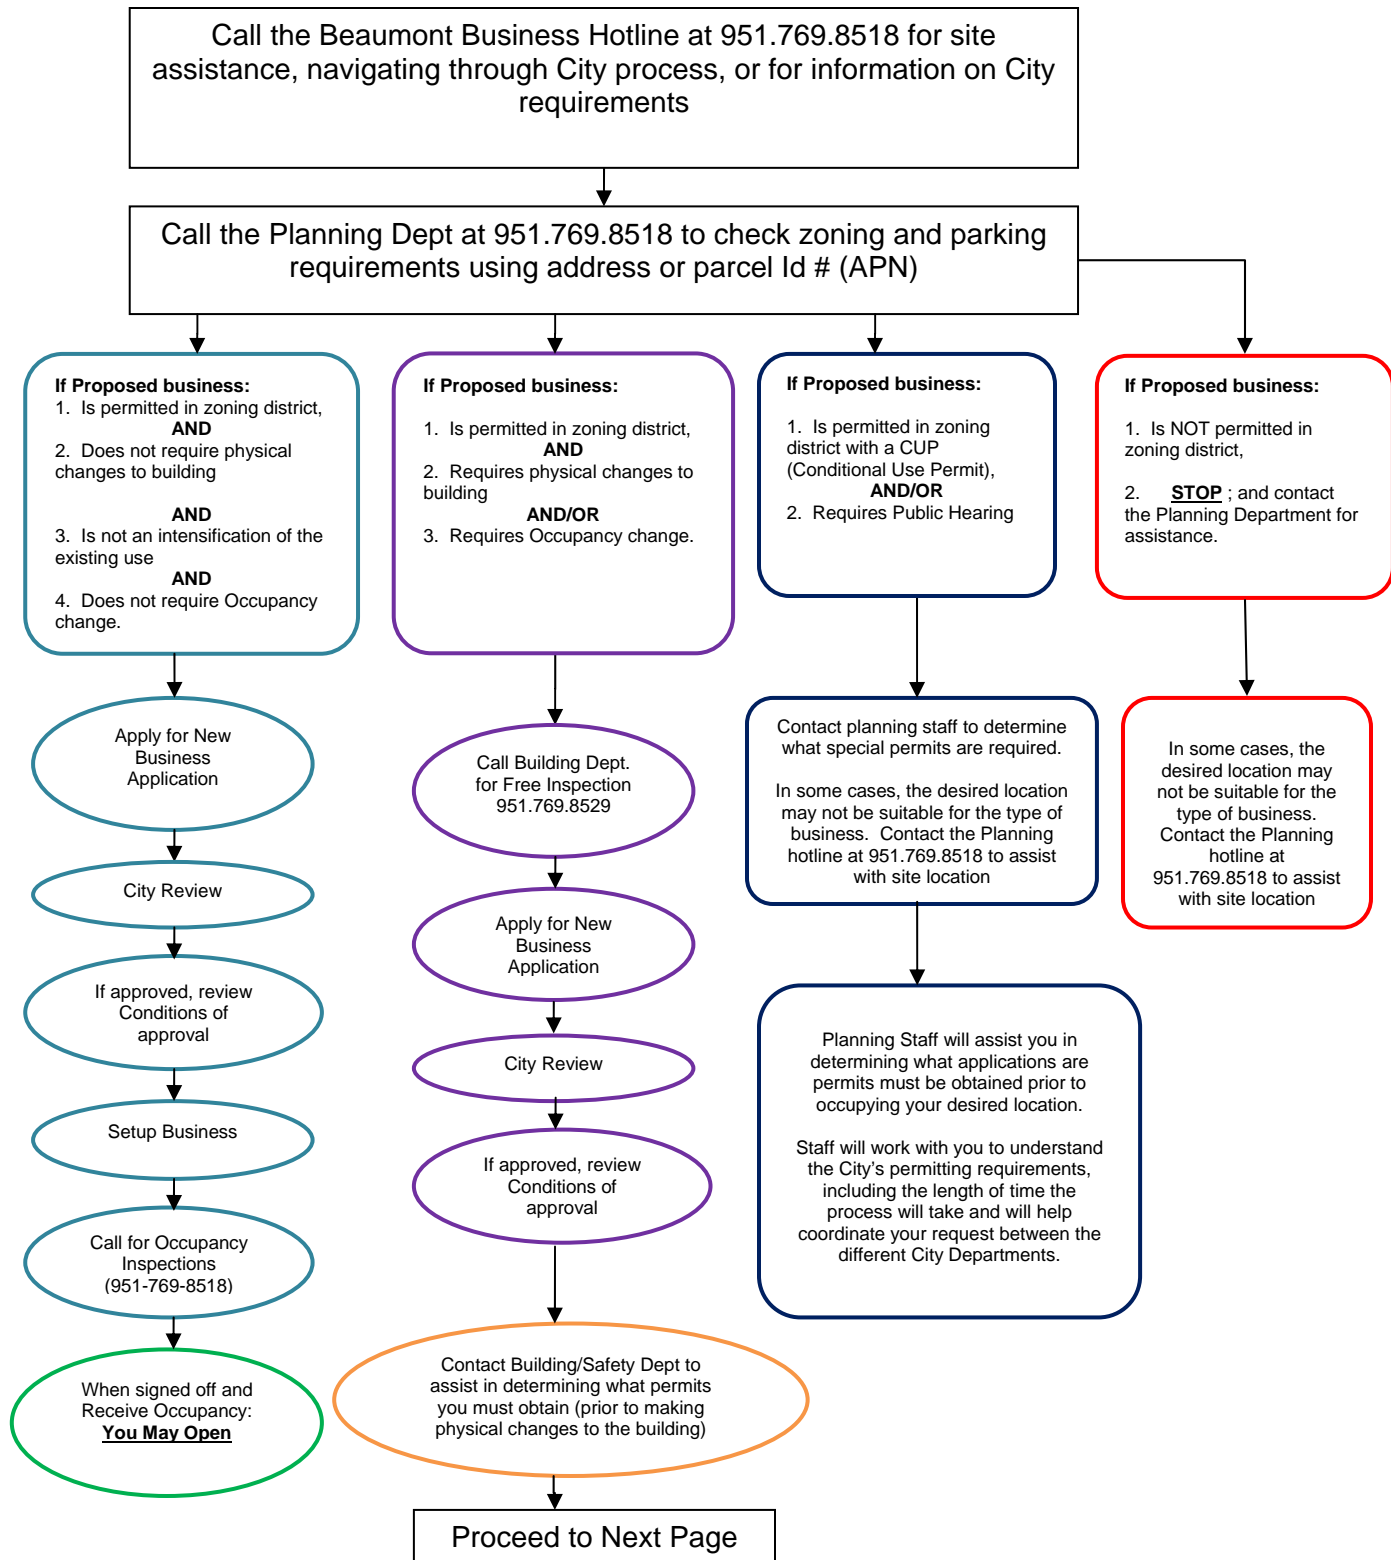 Call the Beaumont Business Hotline at 951.769.8518 for site
assistance, navigating through City process, or for information on City
requirements
Call the Planning Dept at 951.769.8518 to check zoning and parking
requirements using address or parcel Id # (APN)
If Proposed business:
1. Is permitted in zoning district,
AND
2. Does not require physical
changes to building
AND
3. Is not an intensification of the
existing use
AND
4. Does not require Occupancy
change.
If Proposed business:
1. Is permitted in zoning district,
AND
2. Requires physical changes to
building
AND/OR
3. Requires Occupancy change.
If Proposed business:
1. Is permitted in zoning
district with a CUP
(Conditional Use Permit),
AND/OR
2. Requires Public Hearing
If Proposed business:
1. Is NOT permitted in
zoning district,
2. STOP ; and contact
the Planning Department for
assistance.
Apply for New
Business
Application
City Review
If approved, review
Conditions of
approval
Setup Business
Call for Occupancy
Inspections
(951-769-8518)
When signed off and
Receive Occupancy:
You May Open
Call Building Dept.
for Free Inspection
951.769.8529
Apply for New
Business
Application
City Review
If approved, review
Conditions of
approval
Contact Building/Safety Dept to
assist in determining what permits
you must obtain (prior to making
physical changes to the building)
Proceed to Next Page
Contact planning staff to determine
what special permits are required.
In some cases, the desired location
may not be suitable for the type of
business. Contact the Planning
hotline at 951.769.8518 to assist
with site location
Planning Staff will assist you in
determining what applications are
permits must be obtained prior to
occupying your desired location.
Staff will work with you to understand
the City's permitting requirements,
including the length of time the
process will take and will help
coordinate your request between the
different City Departments.
In some cases, the
desired location may
not be suitable for the
type of business.
Contact the Planning
hotline at
951.769.8518 to assist
with site location